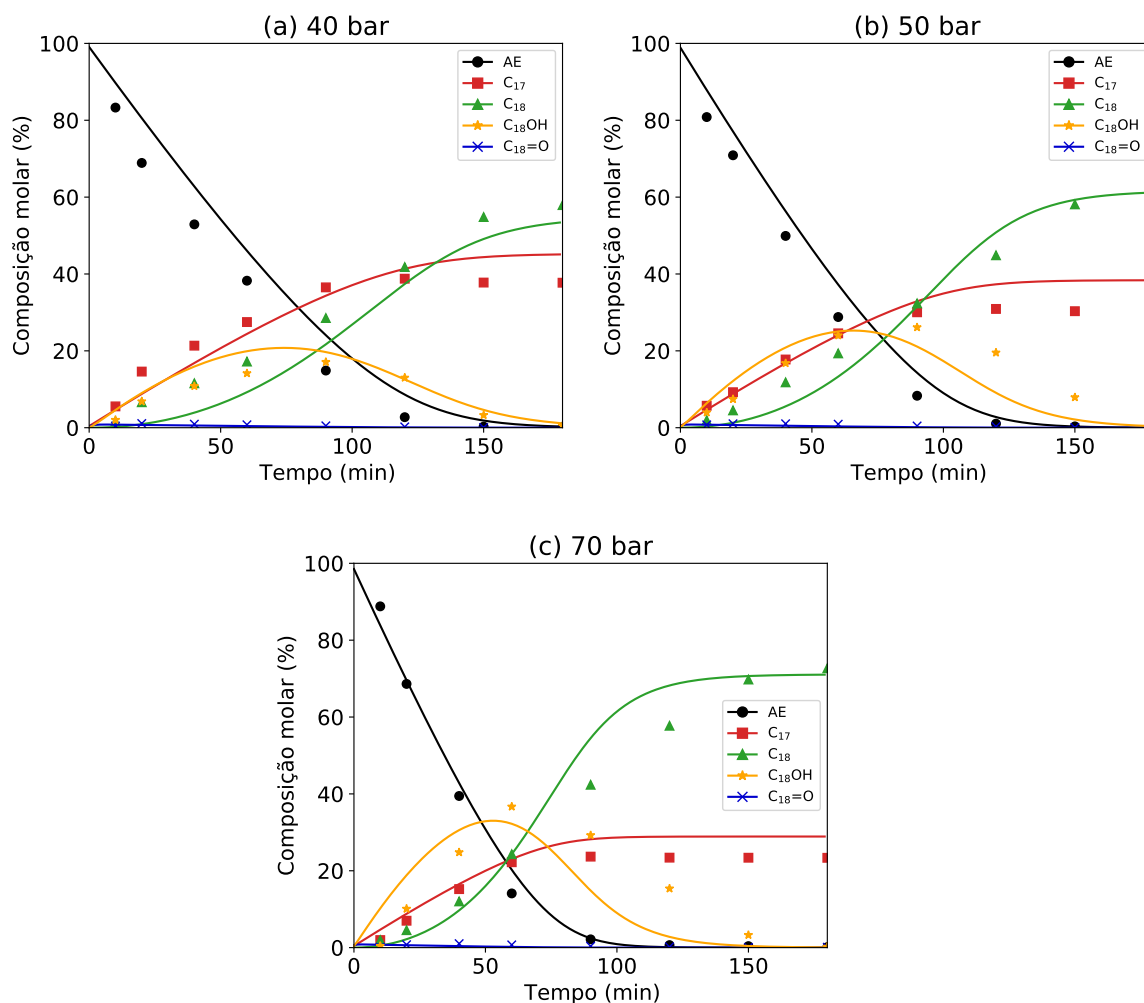 (a) 40 bar
Composição molar (%)
100
80
60
40
20
0
0
50
100
150
Tempo (min)
AE
C₁₇
C₁₈
C₁₈OH
C₁₈=O
(b) 50 bar
Composição molar (%)
100
80
60
40
20
0
0
50
100
150
Tempo (min)
AE
C₁₇
C₁₈
C₁₈OH
C₁₈=O
(c) 70 bar
Composição molar (%)
100
80
60
40
20
0
0
50
100
150
Tempo (min)
AE
C₁₇
C₁₈
C₁₈OH
C₁₈=O